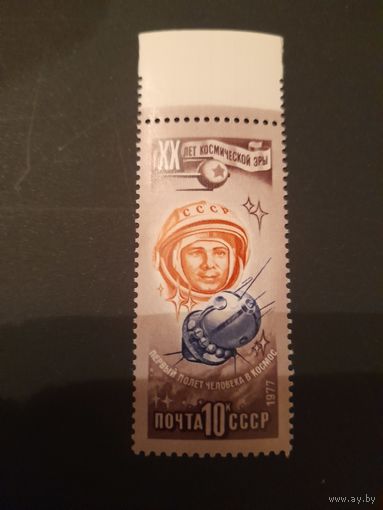 XX ЛЕТ КОСМИЧЕСКОЙ ЭРЫ
СССР
ПЕРВЫЙ ПОЛЕТ ЧЕЛОВЕКА В КОСМОС
1977
ПОЧТА 10К СССР
www.ay.by